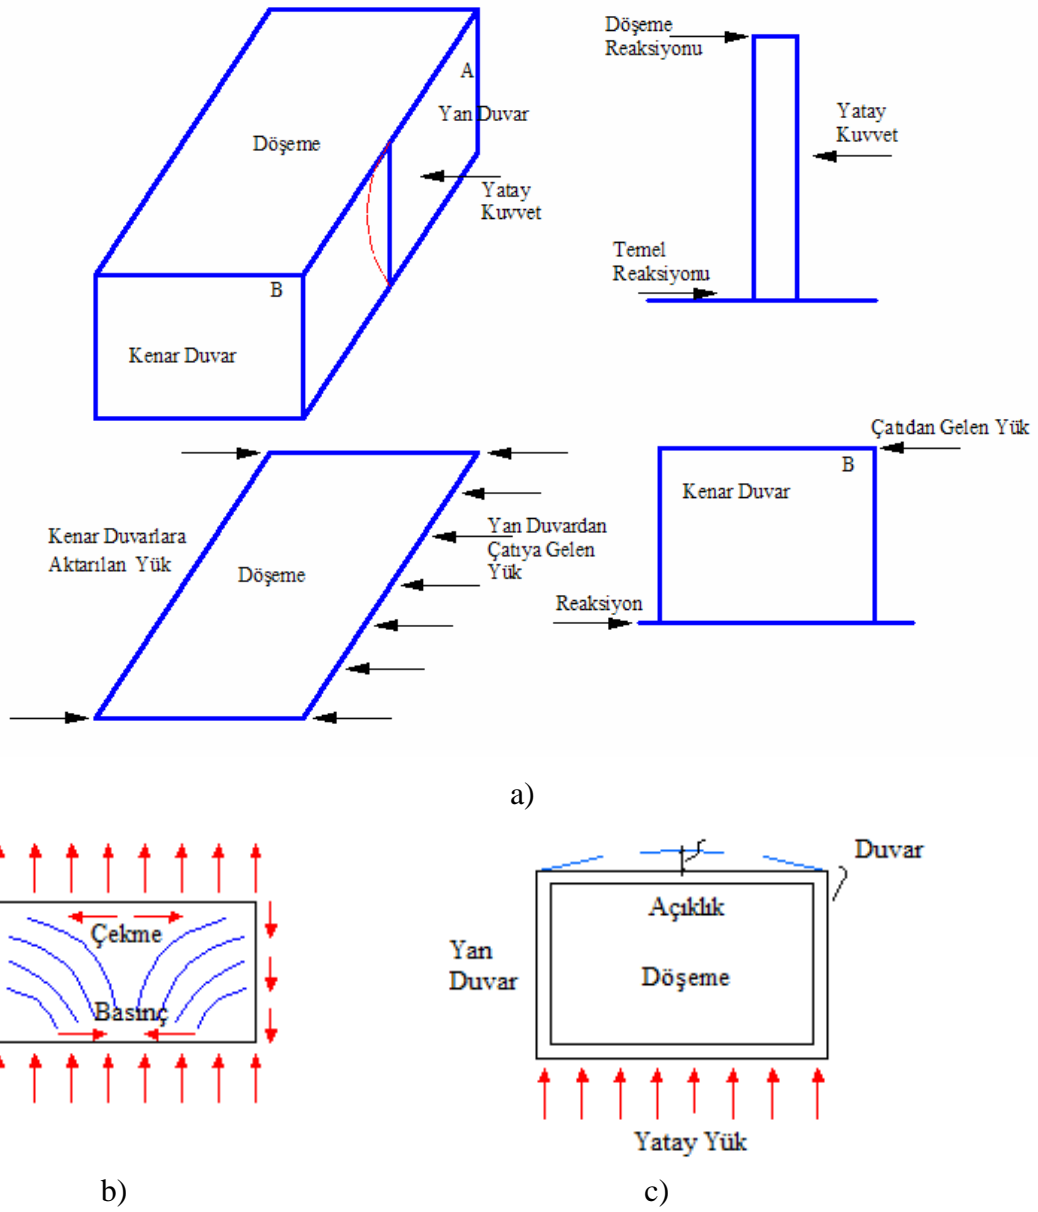 Döşeme
Reaksiyonu
A
Yan Duvar
Yatay
Kuvvet
Döşeme
Yatay
Kuvvet
Temel
Reaksiyonu
B
Kenar Duvar
Çatıdan Gelen Yük
B
Kenar Duvar
Kenar Duvarlara
Aktarılan Yük
Yan Duvardan
Çatıya Gelen
Yük
Döşeme
Reaksiyon
a)
Çekme
Basınç
Duvar
Açıklık
Yan
Duvar
Döşeme
Yatay Yük
b)
c)